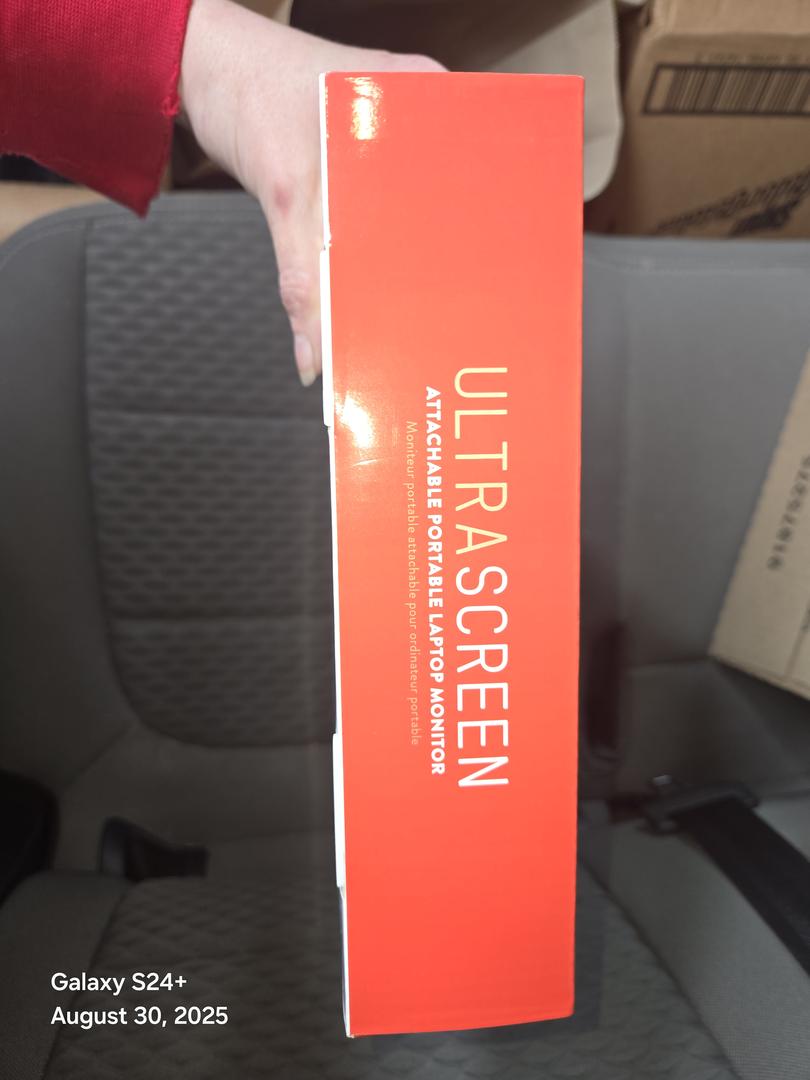 ULTRASCREEN
ATTACHABLE PORTABLE LAPTOP MONITOR
Moniteur portable attachable pour ordinateur portable
Galaxy S24+
August 30, 2025